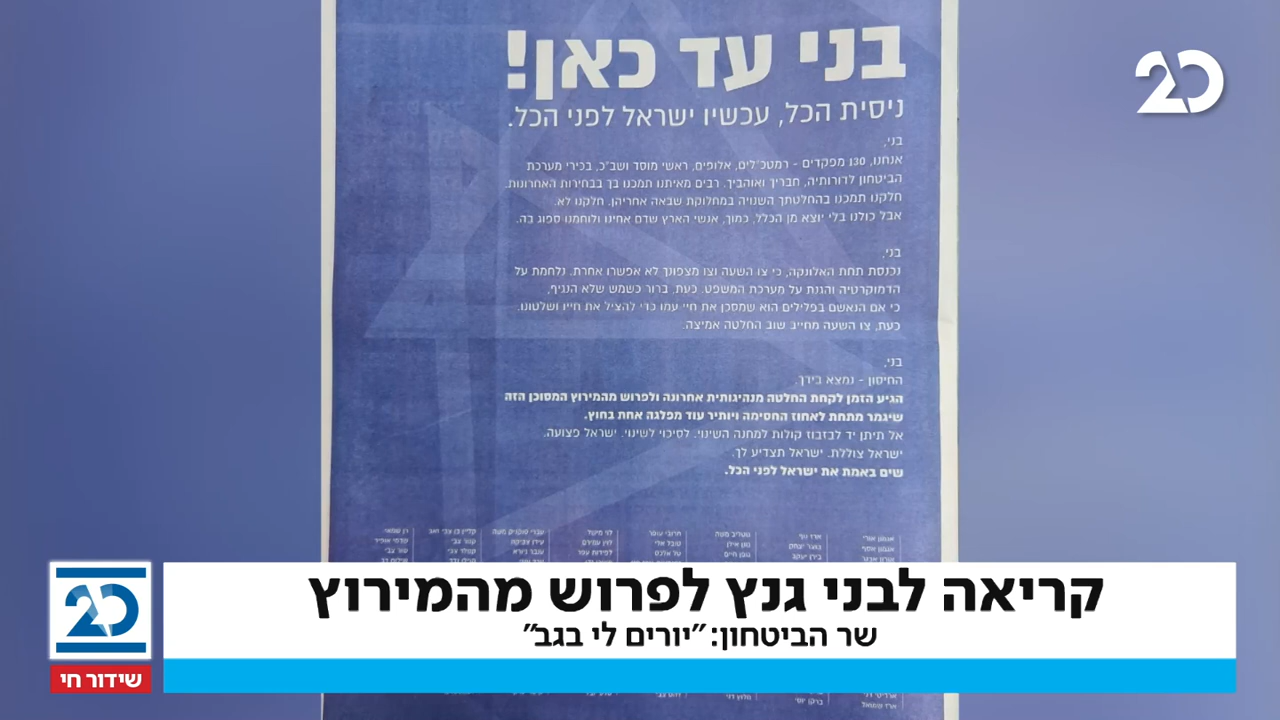 20
בני עד כאן!
ניסית הכל, עכשיו ישראל לפני הכל.
בני,
אנחנו, 130 מפקדים - רמטכ״לים, אלופים, ראשי מוסד ושב״כ, בכירי מערכת
הביטחון לדורותיה, חבריך ואוהביך. רבים מאיתנו תמכנו בך בבחירות האחרונות.
חלקנו תמכנו בהחלטתך השנויה במחלוקת שבאה אחריהן. חלקנו לא.
אבל כולנו בלי יוצא מן הכלל, כמוך, אנשי הארץ שדם אחינו ולוחמנו ספוג בה.
בני,
נכנסת תחת האלונקה, כי צו השעה וצו מצפונך לא אפשרו אחרת. נלחמת על
הדמוקרטיה והגנת על מערכת המשפט. כעת, ברור כשמש שלא הנגיף,
כי אם הנאשם בפלילים הוא שמסכן את חיי עמו כדי להציל את חייו ושלטונו.
כעת, צו השעה מחייב שוב החלטה אמיצה.
בני,
החיסון - נמצא בידך.
הגיע הזמן לקחת החלטה מנהיגותית אחרונה ולפרוש מהמירוץ המסוכן הזה
שיגמר מתחת לאחוז החסימה ויותיר עוד מפלגה אחת בחוץ.
אל תיתן יד לבזבוז קולות למחנה השינוי. לסיכוי לשינוי. ישראל פצועה.
ישראל צוללת. ישראל תצדיע לך.
שים באמת את ישראל לפני הכל.
קריאה לבני גנץ לפרוש מהמירוץ
שר הביטחון: ״יורים לי בגב״
20
שידור חי